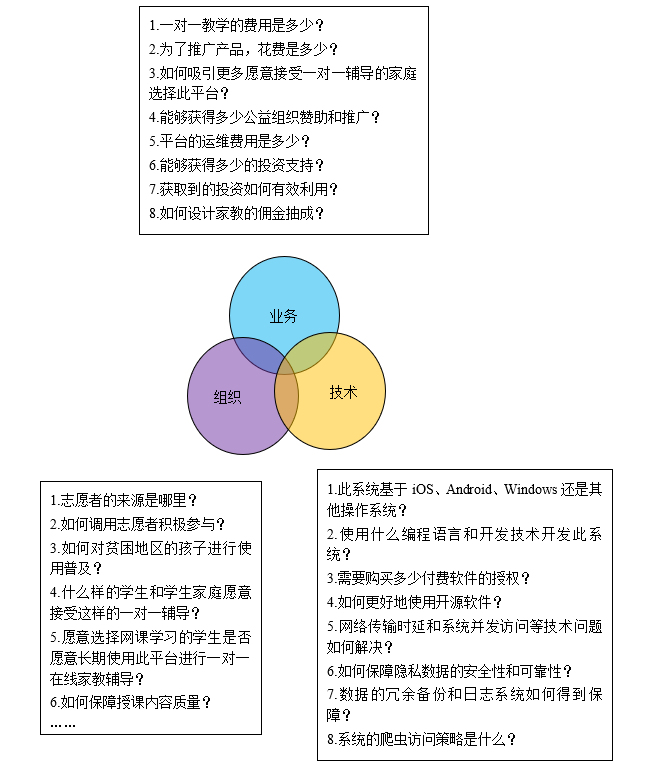 1.一对一教学的费用是多少？
2.为了推广产品，花费是多少？
3.如何吸引更多愿意接受一对一辅导的家庭
选择此平台？
4.能够获得多少公益组织赞助和推广？
5.平台的运维费用是多少？
6.能够获得多少的投资支持？
7.获取到的投资如何有效利用？
8.如何设计家教的佣金抽成？
业务
组织
技术
1.志愿者的来源是哪里？
2.如何调用志愿者积极参与？
3.如何对贫困地区的孩子进行使
用普及？
4.什么样的学生和学生家庭愿意
接受这样的一对一辅导？
5.愿意选择网课学习的学生是否
愿意长期使用此平台进行一对一
在线家教辅导？
6.如何保障授课内容质量？
……
1.此系统基于 iOS、Android、Windows 还是其
他操作系统？
2.使用什么编程语言和开发技术开发此系
统？
3.需要购买多少付费软件的授权？
4.如何更好地使用开源软件？
5.网络传输时延和系统并发访问等技术问题
如何解决？
6.如何保障隐私数据的安全性和可靠性？
7.数据的冗余备份和日志系统如何得到保
障？
8.系统的爬虫访问策略是什么？